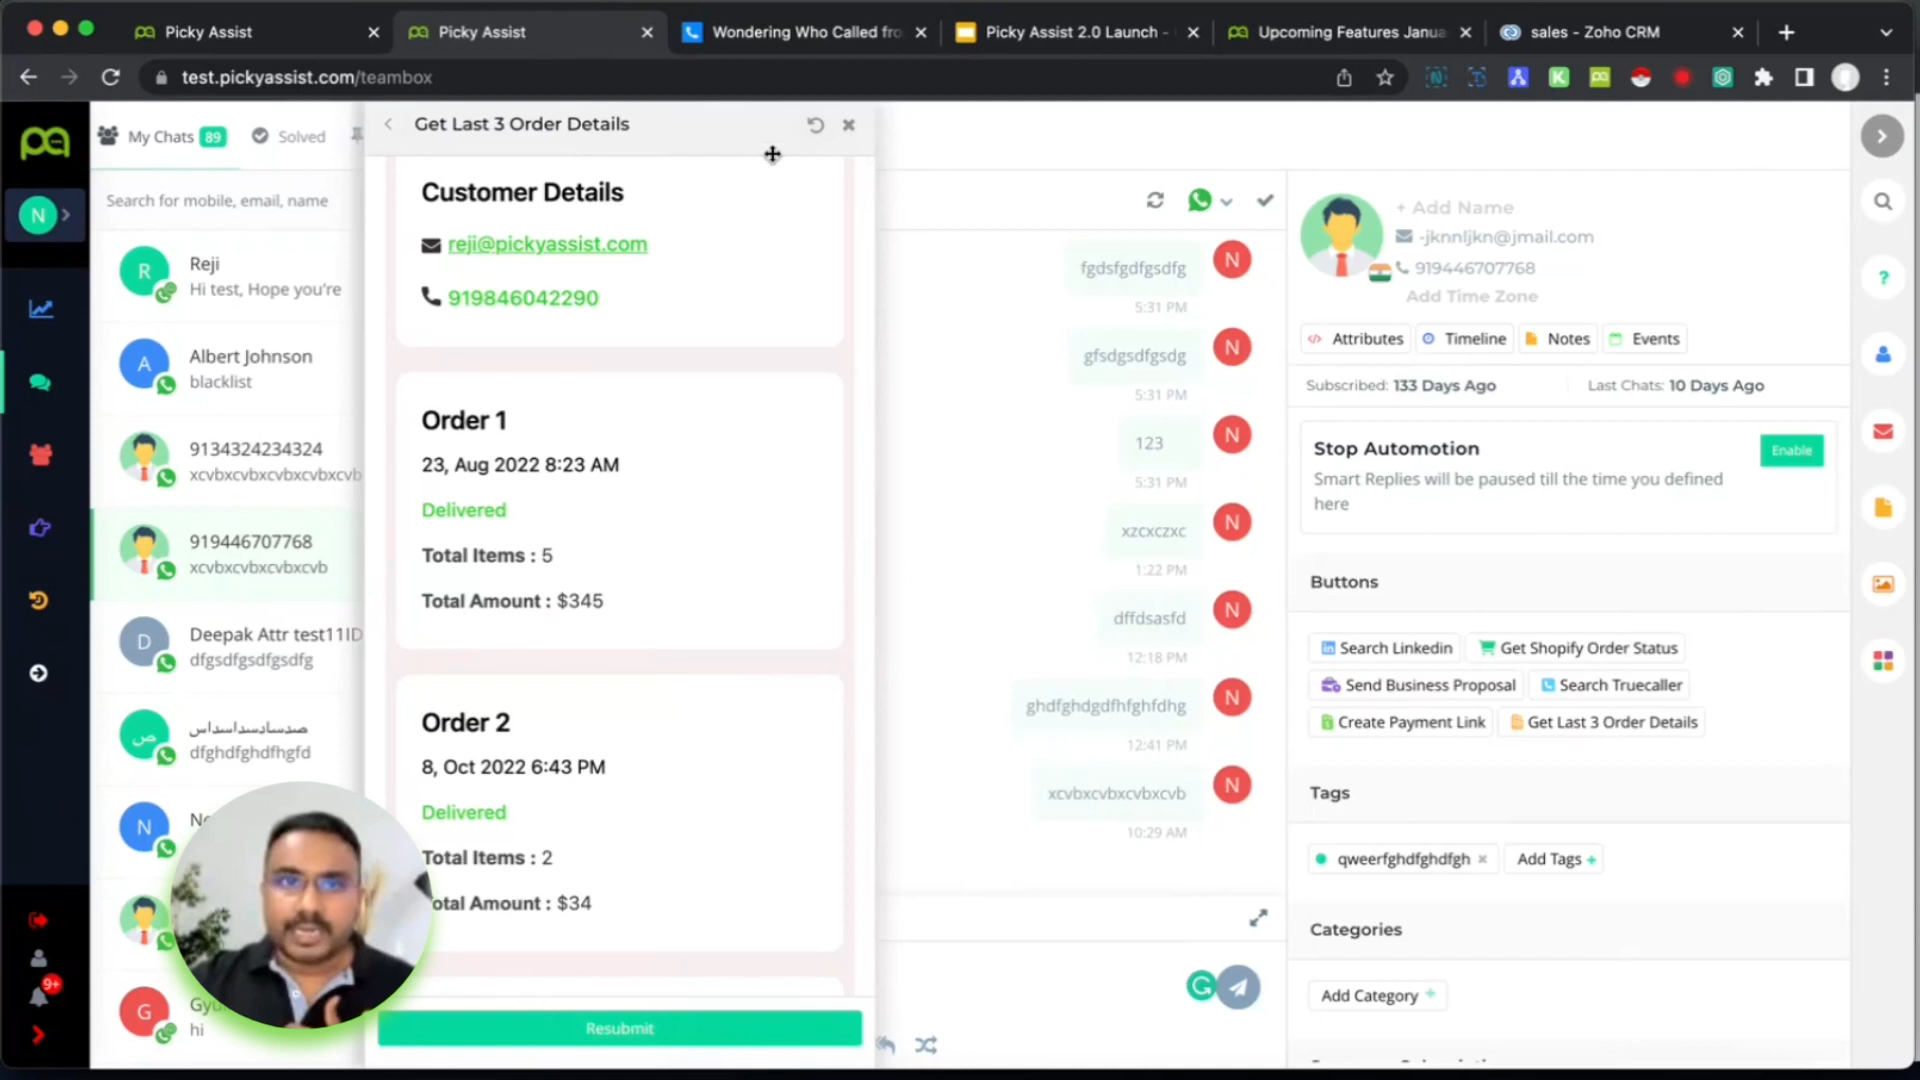 Picky Assist
Picky Assist
Wondering Who Called fro
Picky Assist 2.0 Launch -
Upcoming Features Janua
sales - Zoho CRM
test.pickyassist.com/teambox
My Chats 89
Solved
Search for mobile, email, name
N
R
Reji
Hi test, Hope you're
A
Albert Johnson
blacklist
9134324234324
xcvbxcvbxcvbxcvbxcvb
919446707768
xcvbxcvbxcvbxcvb
D
Deepak Attr test11ID
dfgsdfgsdfgsdfg
ص
صدسادسداسداس
dfghdfghdfhgfd
N
G
hi
9+
Get Last 3 Order Details
Customer Details
reji@pickyassist.com
919846042290
Order 1
23, Aug 2022 8:23 AM
Delivered
Total Items : 5
Total Amount : $345
Order 2
8, Oct 2022 6:43 PM
Delivered
Total Items : 2
otal Amount : $34
Resubmit
fgdsfgdfgsdfg
N
5:31 PM
gfsdgsdfgsdg
N
5:31 PM
123
N
5:31 PM
xzcxczxc
N
1:22 PM
dffdsasfd
N
12:18 PM
ghdfghdgdfhfghfdhg
N
12:41 PM
xcvbxcvbxcvbxcvb
N
10:29 AM
+ Add Name
-jknnljkn@jmail.com
919446707768
Add Time Zone
Attributes
Timeline
Notes
Events
Subscribed: 133 Days Ago
Last Chats: 10 Days Ago
Stop Automation
Enable
Smart Replies will be paused till the time you defined
here
Buttons
Search Linkedin
Get Shopify Order Status
Send Business Proposal
Search Truecaller
Create Payment Link
Get Last 3 Order Details
Tags
qweerfghdfghdfgh ×
Add Tags +
Categories
Add Category +